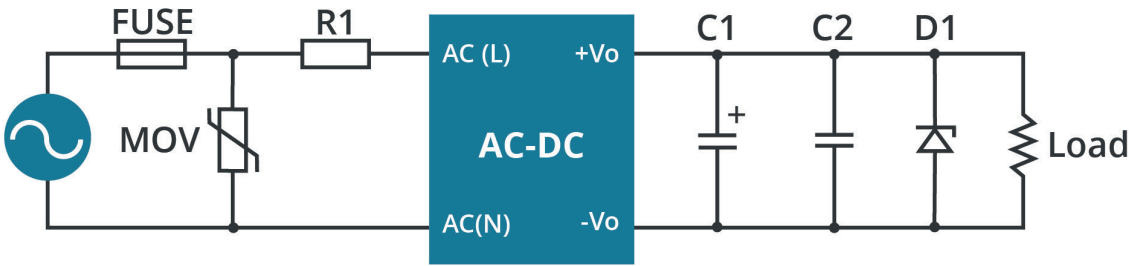 FUSE
R1
C1
C2
D1
AC (L)
+Vo
MOV
AC-DC
+
Load
AC(N)
-Vo